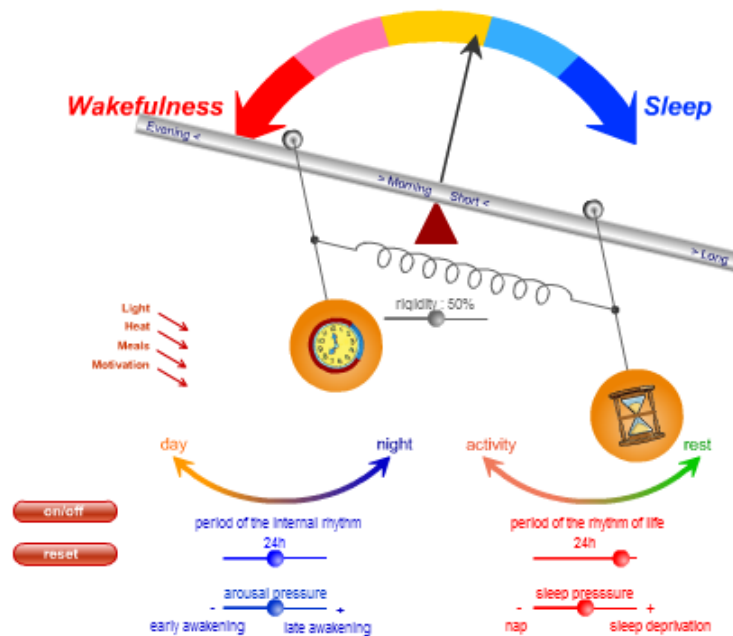 Wakefulness
Sleep
Evening <
> Morning
Short <
> Long
Light
Heat
Meals
Motivation
rigidity : 50%
day
night
activity
rest
on/off
reset
period of the internal rhythm
24h
period of the rhythm of life
24h
arousal pressure
- +
early awakening late awakening
sleep presssure
- +
nap sleep deprivation